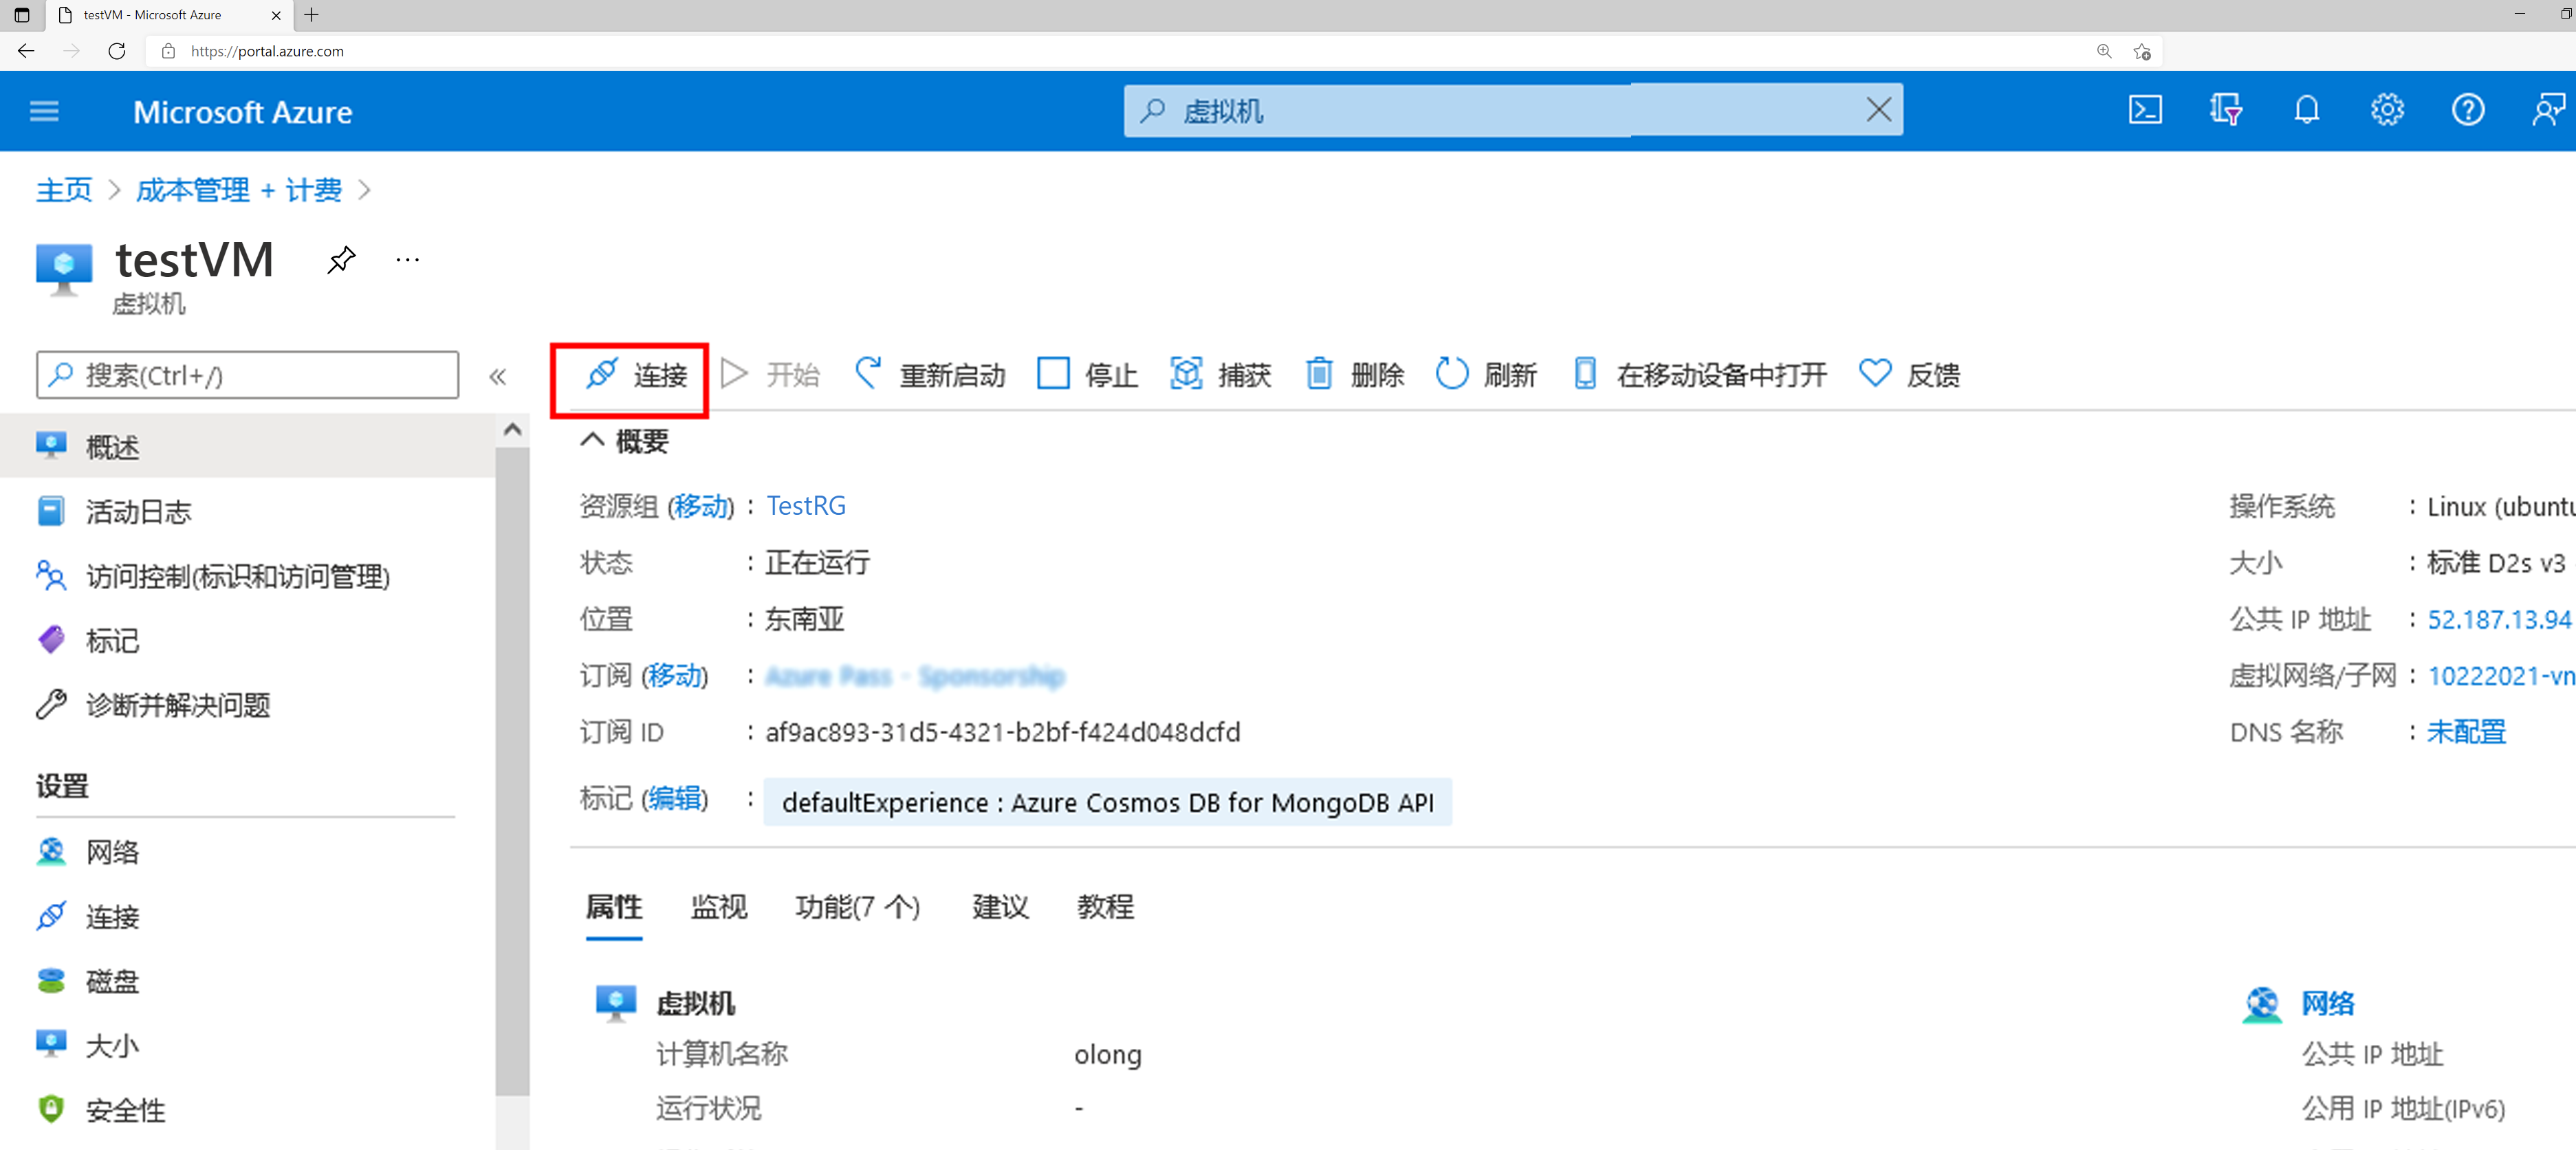 testVM - Microsoft Azure
https://portal.azure.com
Microsoft Azure
虚拟机
主页 > 成本管理 + 计费 >
testVM
虚拟机
搜索(Ctrl+/)
连接 开始 重新启动 停止 捕获 删除 刷新 在移动设备中打开 反馈
概述
活动日志
访问控制(标识和访问管理)
标记
诊断并解决问题
设置
网络
连接
磁盘
大小
安全性
概要
资源组 (移动) : TestRG
状态 : 正在运行
位置 : 东南亚
订阅 (移动) : Azure Pass - Sponsorship
订阅 ID : af9ac893-31d5-4321-b2bf-f424d048dcfd
标记 (编辑) : defaultExperience : Azure Cosmos DB for MongoDB API
操作系统 : Linux (ubuntu
大小 : 标准 D2s v3
公共 IP 地址 : 52.187.13.94
虚拟网络/子网 : 10222021-vn
DNS 名称 : 未配置
属性 监视 功能(7 个) 建议 教程
虚拟机
计算机名称 olong
运行状况 -
网络
公共 IP 地址
公用 IP 地址(IPv6)